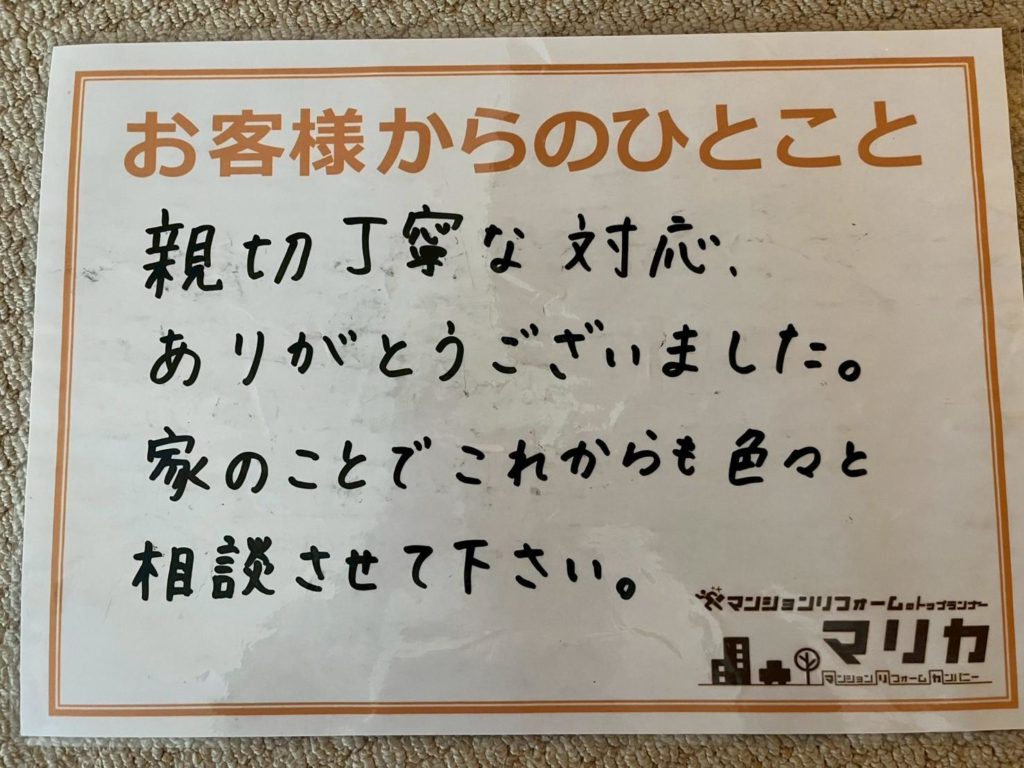 お客様からのひとこと
親切丁寧な対応、
ありがとうございました。
家のことでこれからも色々と
相談させて下さい。
マンションリフォームのトップランナー
マリカ
マンションリフォームカンパニー